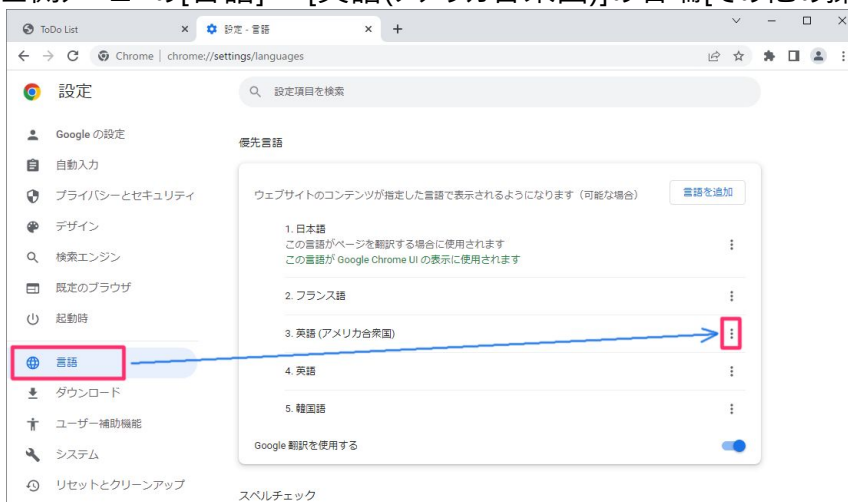 ToDo List
設定 - 言語
Chrome | chrome://settings/languages
設定
設定項目を検索
Google の設定
自動入力
プライバシーとセキュリティ
デザイン
検索エンジン
既定のブラウザ
起動時
言語
ダウンロード
ユーザー補助機能
システム
リセットとクリーンアップ
優先言語
ウェブサイトのコンテンツが指定した言語で表示されるようになります（可能な場合）
言語を追加
1. 日本語
この言語がページを翻訳する場合に使用されます
この言語が Google Chrome UI の表示に使用されます
2. フランス語
3. 英語 (アメリカ合衆国)
4. 英語
5. 韓国語
Google 翻訳を使用する
スペルチェック